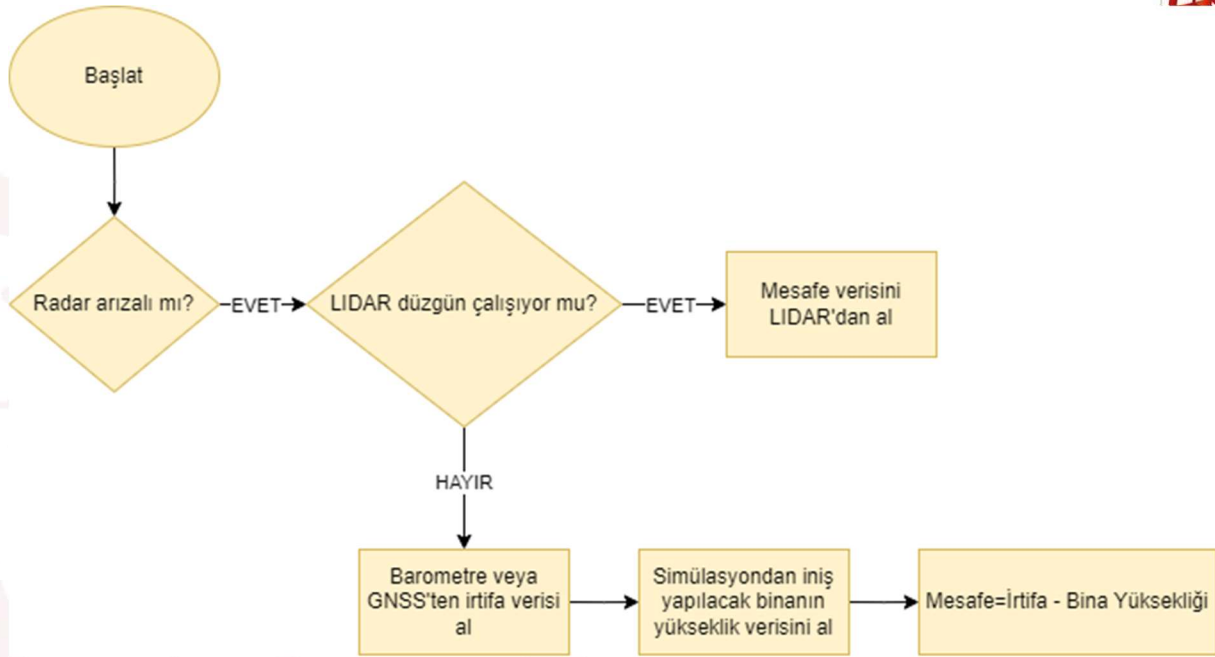 Başlat
Radar arızalı mı?
EVET
LIDAR düzgün çalışıyor mu?
EVET
Mesafe verisini
LIDAR'dan al
HAYIR
Barometre veya
GNSS'ten irtifa verisi
al
Simülasyondan iniş
yapılacak binanın
yükseklik verisini al
Mesafe=İrtifa - Bina Yüksekliği